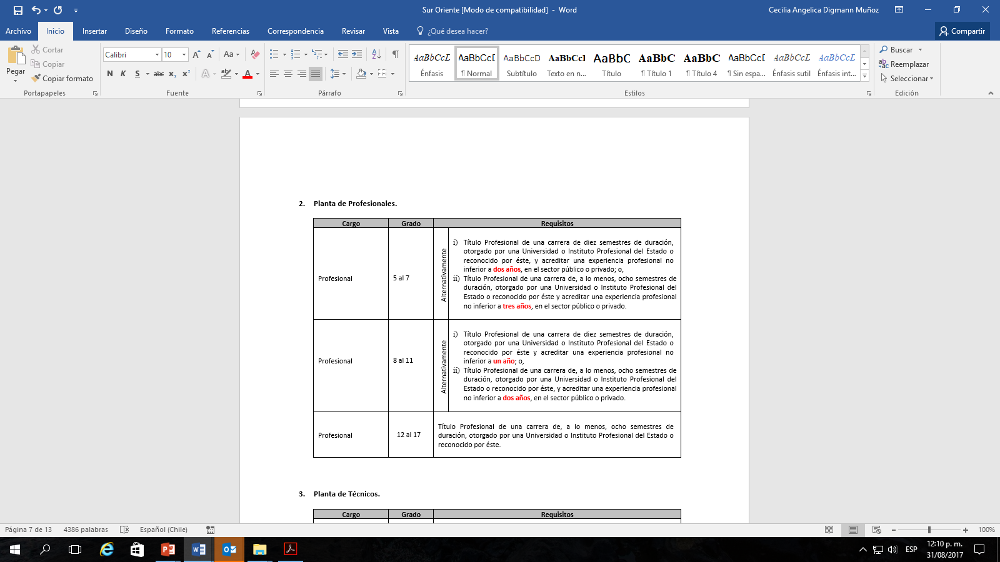 Sur Oriente [Modo de compatibilidad] - Word
Cecilia Angelica Digmann Muñoz
Archivo Inicio Insertar Diseño Formato Referencias Correspondencia Revisar Vista ¿Qué desea hacer? Compartir
Pegar
Cortar
Copiar
Copiar formato
Portapapeles
Calibri 10
Aa
N K S abc x₂ x² A aby A
Fuente
Párrafo
AaBbCcD AaBbCcD AaBbCcD AaBbCcI AaBbC AaBbC AaBbC AaBbCcD AaBbCcD AaBbCcD
Énfasis ¶ Normal Subtítulo Texto en n... Título ¶ Título 1 ¶ Título 4 ¶ Sin espa... Énfasis sutil Énfasis int...
Estilos
Buscar
Reemplazar
Seleccionar
Edición
2. Planta de Profesionales.
Cargo Grado Requisitos
Profesional
5 al 7
Alternativamente
i) Título Profesional de una carrera de diez semestres de duración,
otorgado por una Universidad o Instituto Profesional del Estado o
reconocido por éste, y acreditar una experiencia profesional no
inferior a dos años, en el sector público o privado; o,
ii) Título Profesional de una carrera de, a lo menos, ocho semestres de
duración, otorgado por una Universidad o Instituto Profesional del
Estado o reconocido por éste y acreditar una experiencia profesional
no inferior a tres años, en el sector público o privado.
Profesional
8 al 11
Alternativamente
i) Título Profesional de una carrera de diez semestres de duración,
otorgado por una Universidad o Instituto Profesional del Estado o
reconocido por éste y acreditar una experiencia profesional no
inferior a un año; o,
ii) Título Profesional de una carrera de, a lo menos, ocho semestres de
duración, otorgado por una Universidad o Instituto Profesional del
Estado o reconocido por éste, y acreditar una experiencia profesional
no inferior a dos años, en el sector público o privado.
Profesional
12 al 17
Título Profesional de una carrera de, a lo menos, ocho semestres de
duración, otorgado por una Universidad o Instituto Profesional del Estado o
reconocido por éste.
3. Planta de Técnicos.
Cargo Grado Requisitos
Página 7 de 13 4386 palabras Español (Chile) 100%
ESP
12:10 p. m.
31/08/2017